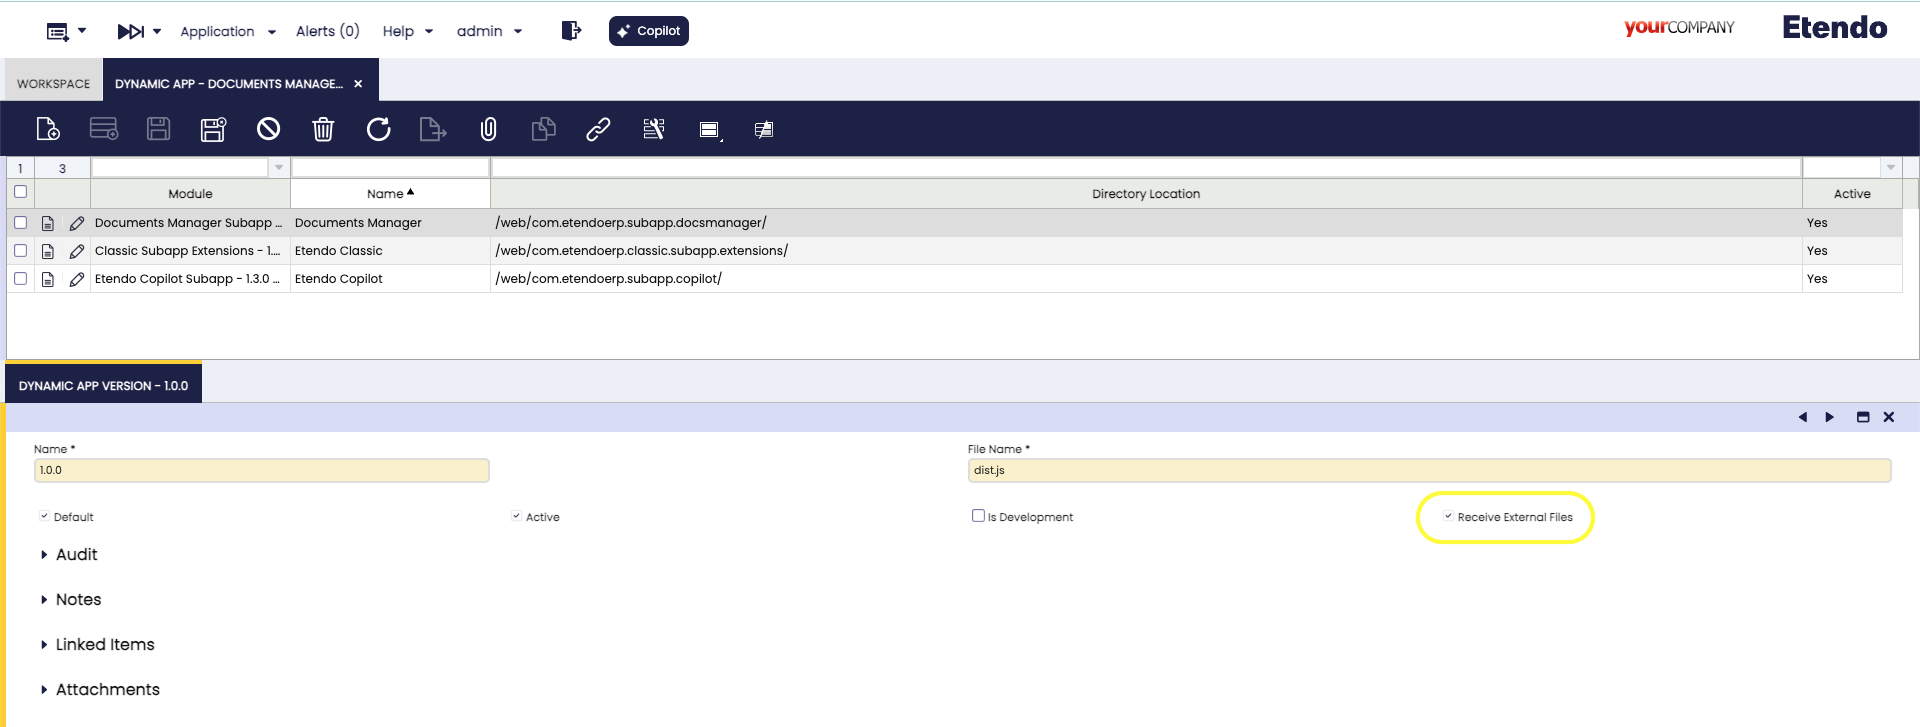 Application Alerts (0) Help admin Copilot yourCOMPANY Etendo
WORKSPACE DYNAMIC APP - DOCUMENTS MANAGE...
1 3
Module Name Directory Location Active
Documents Manager Subapp ... Documents Manager /web/com.etendoerp.subapp.docsmanager/ Yes
Classic Subapp Extensions - 1.... Etendo Classic /web/com.etendoerp.classic.subapp.extensions/ Yes
Etendo Copilot Subapp - 1.3.0 ... Etendo Copilot /web/com.etendoerp.subapp.copilot/ Yes
DYNAMIC APP VERSION - 1.0.0
Name * File Name *
1.0.0 dist.js
Default Active Is Development Receive External Files
Audit
Notes
Linked Items
Attachments